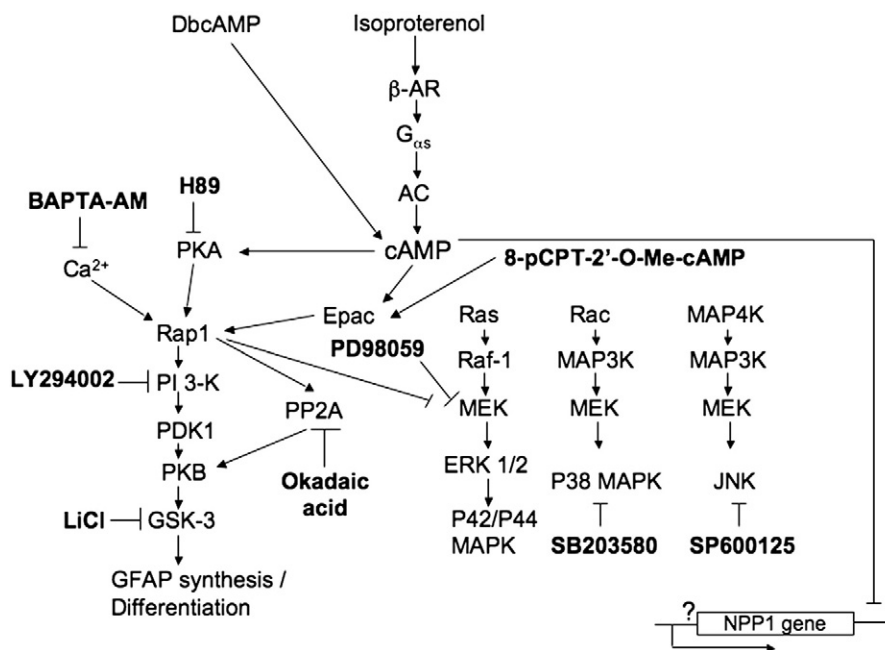 DbcAMP
Isoproterenol
β-AR
Gαs
AC
H89
BAPTA-AM
PKA
cAMP
8-pCPT-2'-O-Me-cAMP
Ca2+
Epac
Ras
Rac
MAP4K
Rap1
PD98059
Raf-1
MAP3K
MAP3K
LY294002
PI 3-K
PP2A
MEK
MEK
MEK
PDK1
PKB
Okadaic
acid
ERK 1/2
P38 MAPK
JNK
LiCl
GSK-3
P42/P44
MAPK
SB203580
SP600125
GFAP synthesis /
Differentiation
?
NPP1 gene